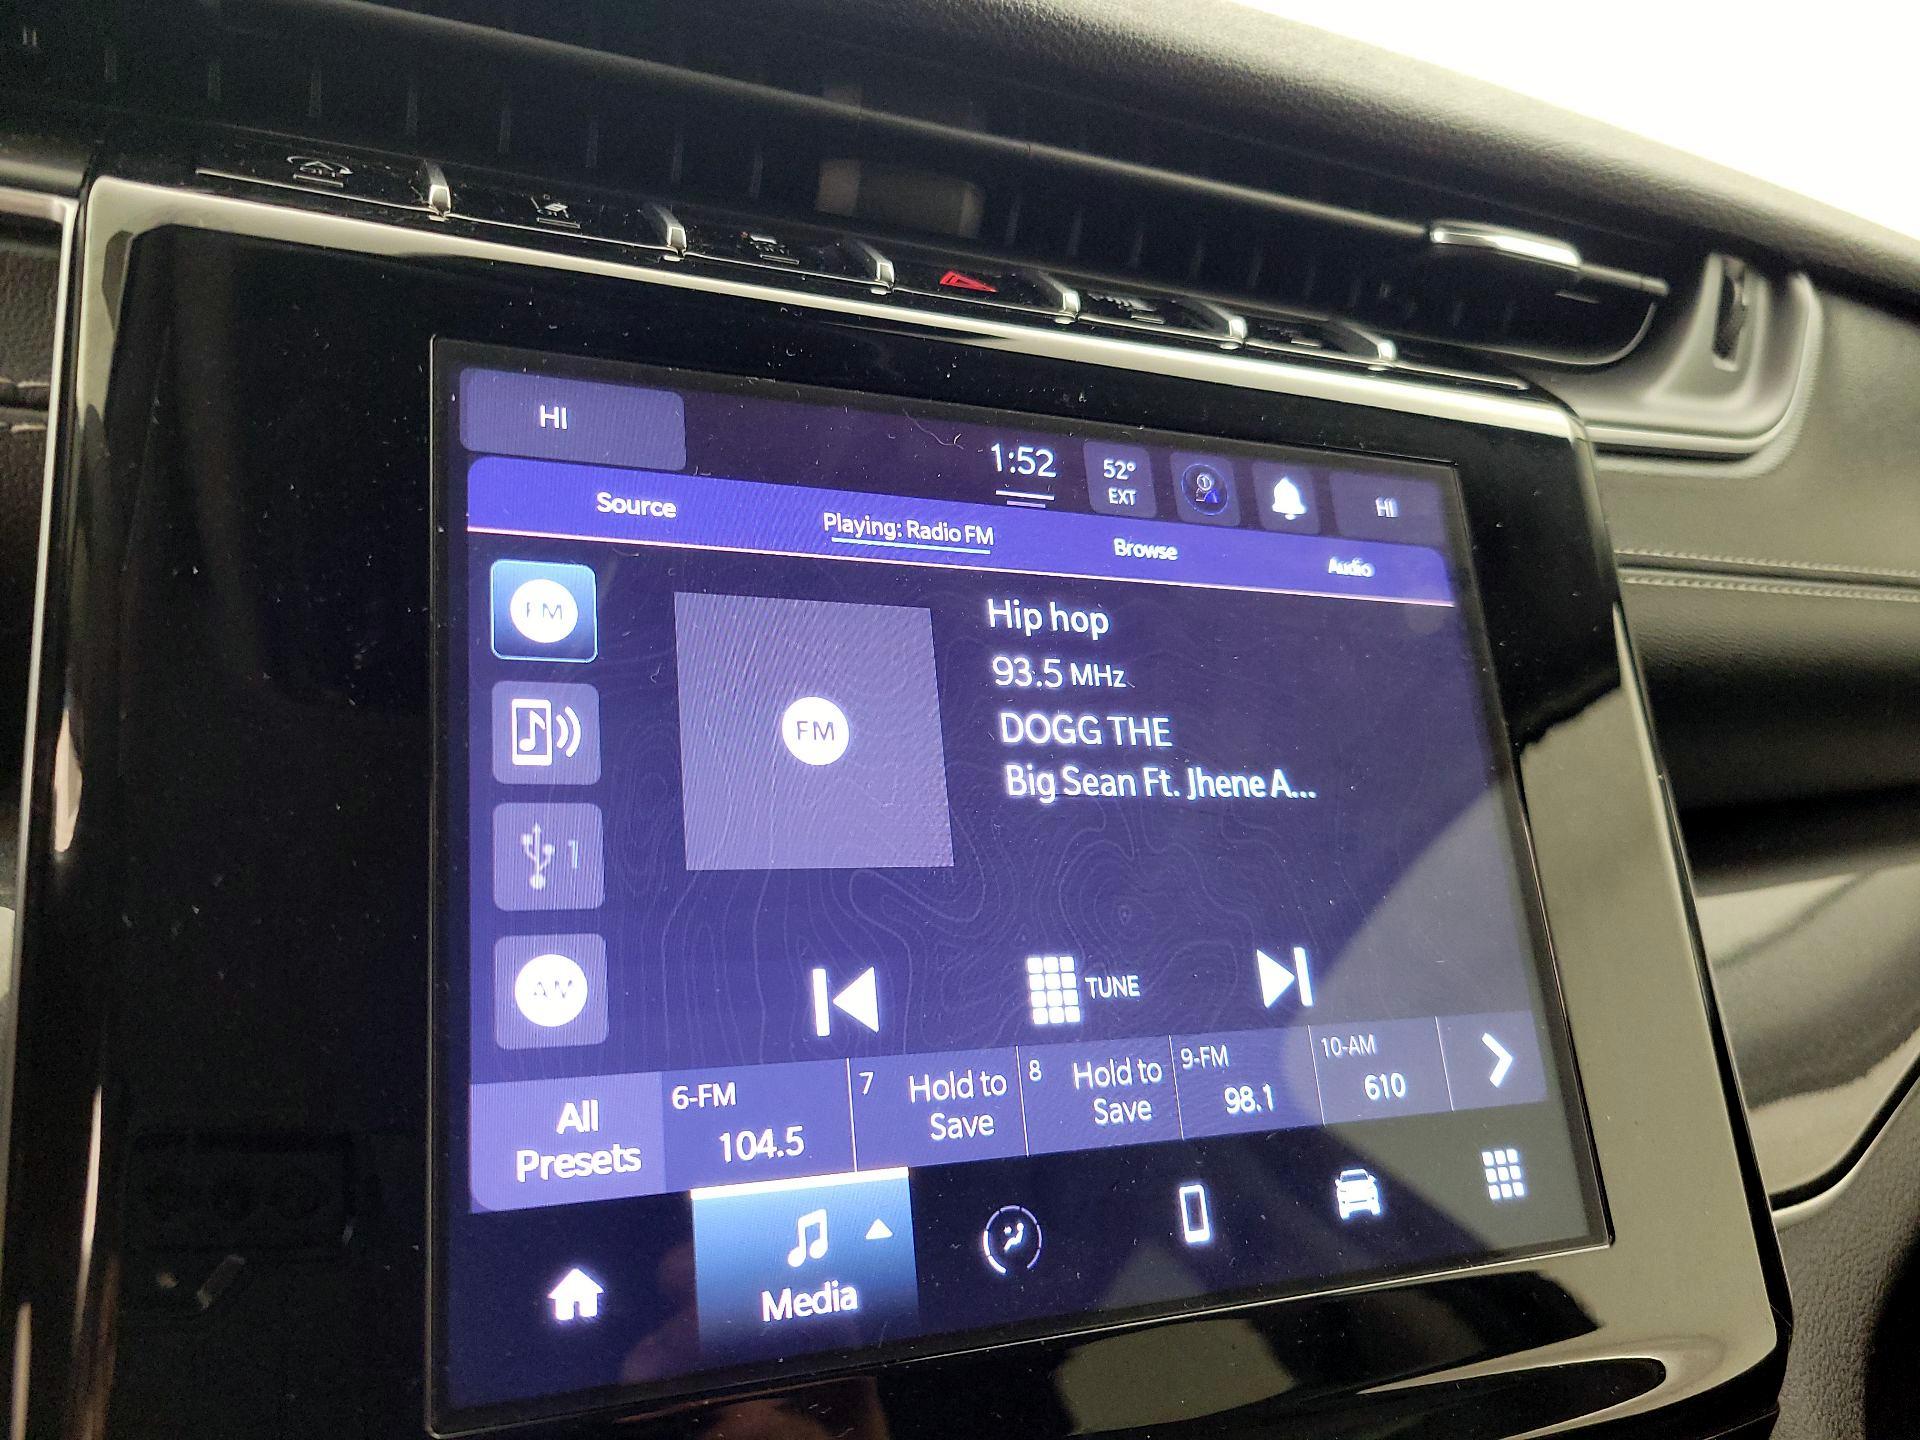 HI
1:52
52°
EXT
HI
Source
Playing: Radio FM
Browse
Audio
FM
Hip hop
93.5 MHz
FM
DOGG THE
Big Sean Ft. Jhene A...
1
AM
TUNE
All
Presets
6-FM
104.5
7
Hold to
Save
8
Hold to
Save
9-FM
98.1
10-AM
610
Media